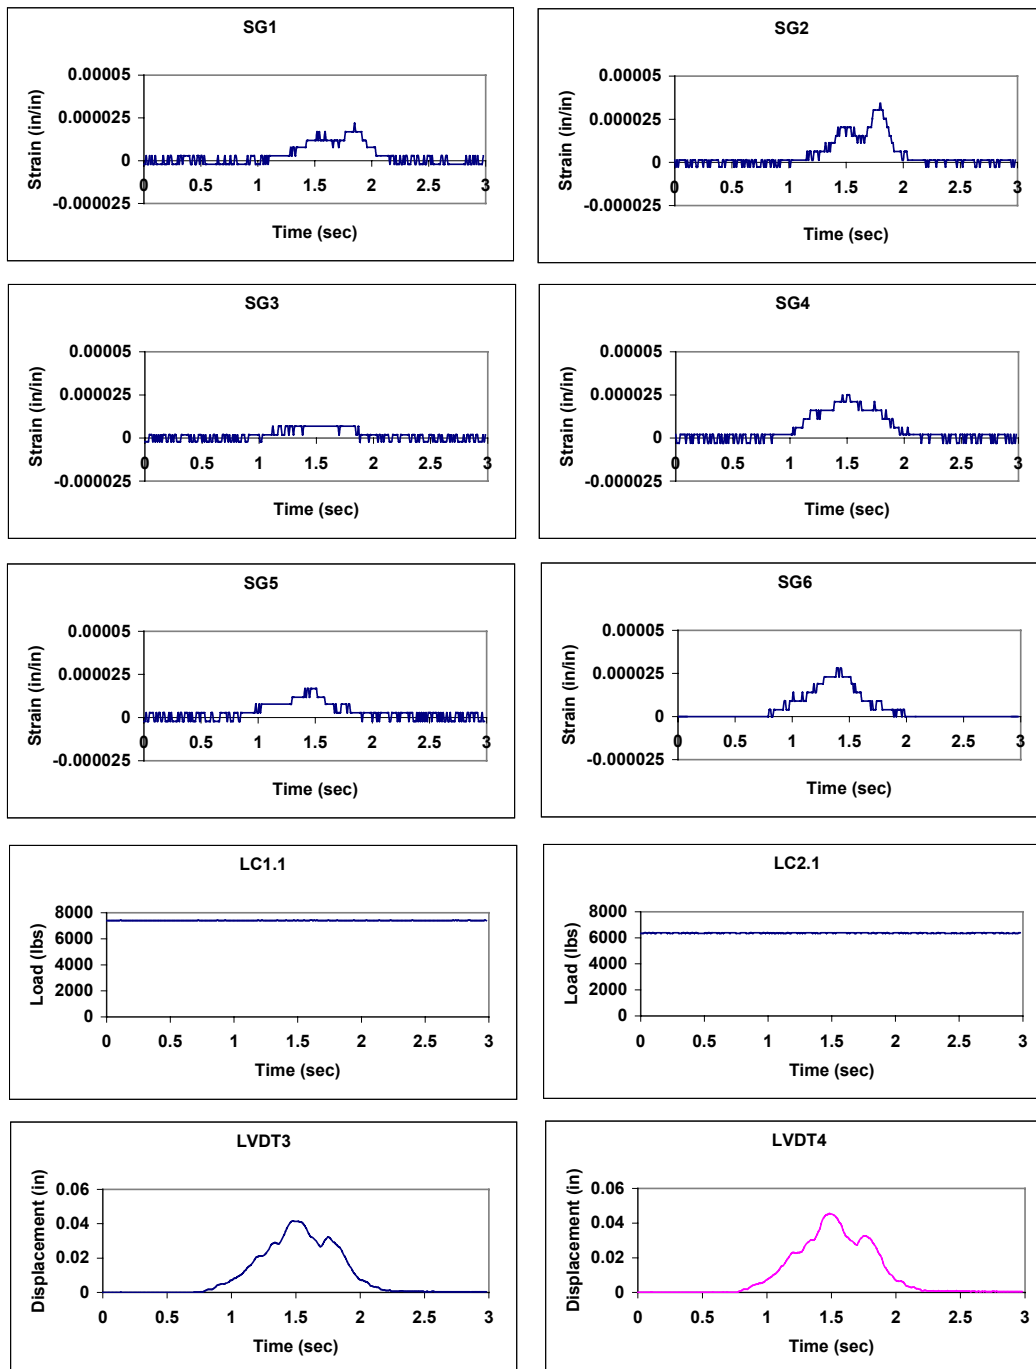 SG1
0.00005
0.000025
0
-0.000025
0 0.5 1 1.5 2 2.5 3
Strain (in/in)
Time (sec)
SG2
0.00005
0.000025
0
-0.000025
0 0.5 1 1.5 2 2.5 3
Strain (in/in)
Time (sec)
SG3
0.00005
0.000025
0
-0.000025
0 0.5 1 1.5 2 2.5 3
Strain (in/in)
Time (sec)
SG4
0.00005
0.000025
0
-0.000025
0 0.5 1 1.5 2 2.5 3
Strain (in/in)
Time (sec)
SG5
0.00005
0.000025
0
-0.000025
0 0.5 1 1.5 2 2.5 3
Strain (in/in)
Time (sec)
SG6
0.00005
0.000025
0
-0.000025
0 0.5 1 1.5 2 2.5 3
Strain (in/in)
Time (sec)
LC1.1
8000
6000
4000
2000
0
0 0.5 1 1.5 2 2.5 3
Load (lbs)
Time (sec)
LC2.1
8000
6000
4000
2000
0
0 0.5 1 1.5 2 2.5 3
Load (lbs)
Time (sec)
LVDT3
0.06
0.04
0.02
0
0 0.5 1 1.5 2 2.5 3
Displacement (in)
Time (sec)
LVDT4
0.06
0.04
0.02
0
0 0.5 1 1.5 2 2.5 3
Displacement (in)
Time (sec)